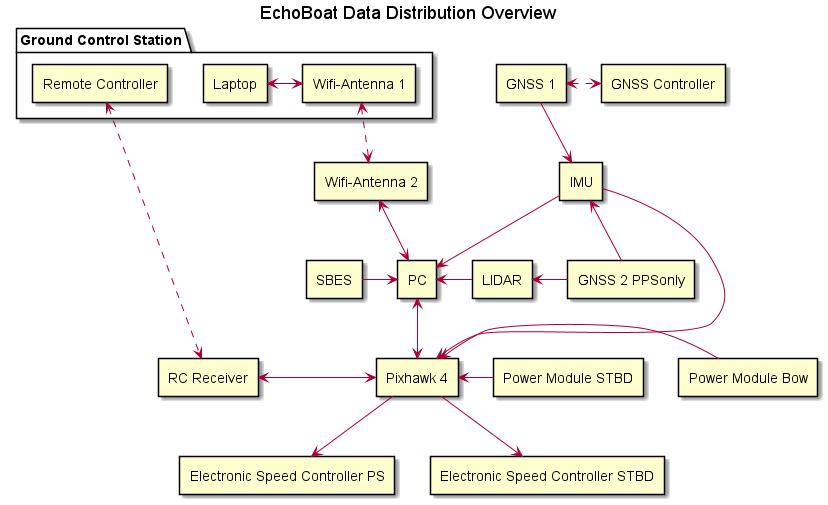 EchoBoat Data Distribution Overview
Ground Control Station
Remote Controller
Laptop
Wifi-Antenna 1
GNSS 1
GNSS Controller
Wifi-Antenna 2
IMU
SBES
PC
LIDAR
GNSS 2 PPSonly
RC Receiver
Pixhawk 4
Power Module STBD
Power Module Bow
Electronic Speed Controller PS
Electronic Speed Controller STBD